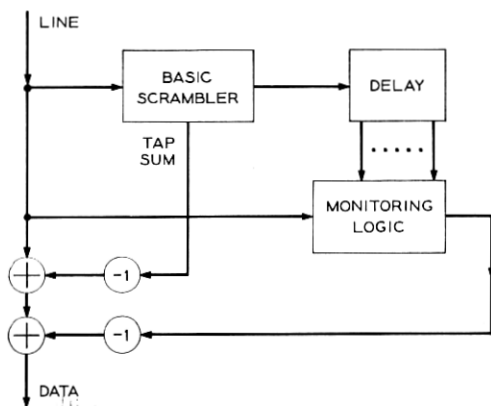 LINE
BASIC
SCRAMBLER
DELAY
TAP
SUM
.....
MONITORING
LOGIC
+
-1
+
-1
DATA